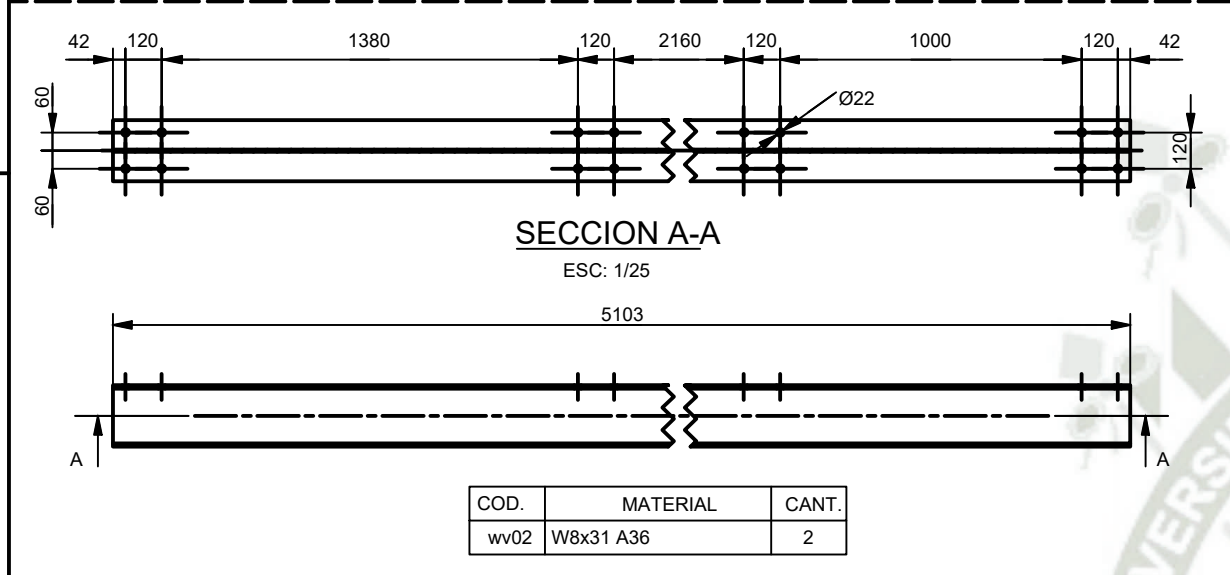 42 120 1380 120 2160 120 1000 120 42
60
Ø22
120
60
SECCION A-A
ESC: 1/25
5103
A A
COD. MATERIAL CANT.
wv02 W8x31 A36 2
VERSI